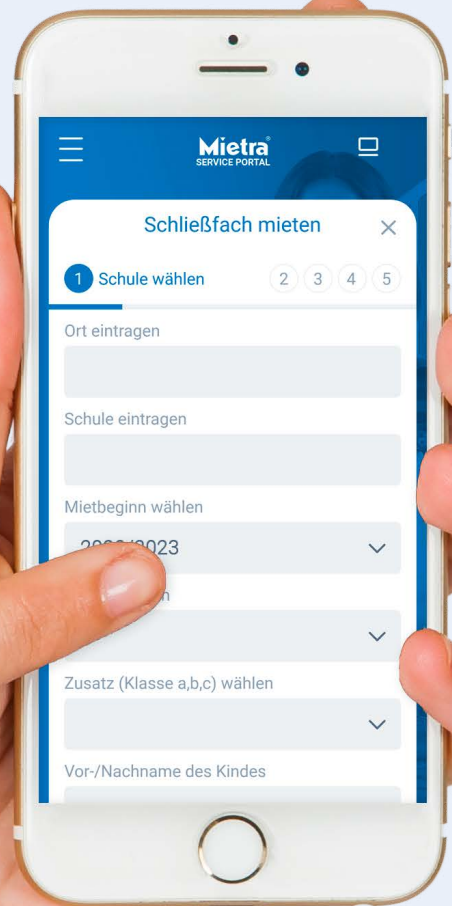 Mietra®
SERVICE PORTAL
Schließfach mieten
1 Schule wählen 2 3 4 5
Ort eintragen
Schule eintragen
Mietbeginn wählen
Zusatz (Klasse a,b,c) wählen
Vor-/Nachname des Kindes